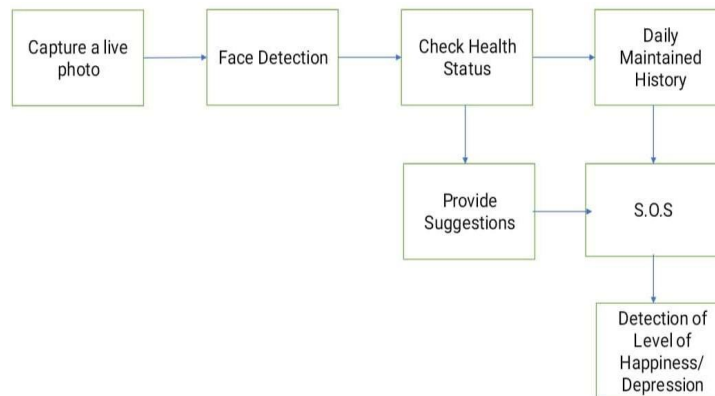 Capture a live
photo
Face Detection
Check Health
Status
Daily
Maintained
History
Provide
Suggestions
S.O.S
Detection of
Level of
Happiness/
Depression